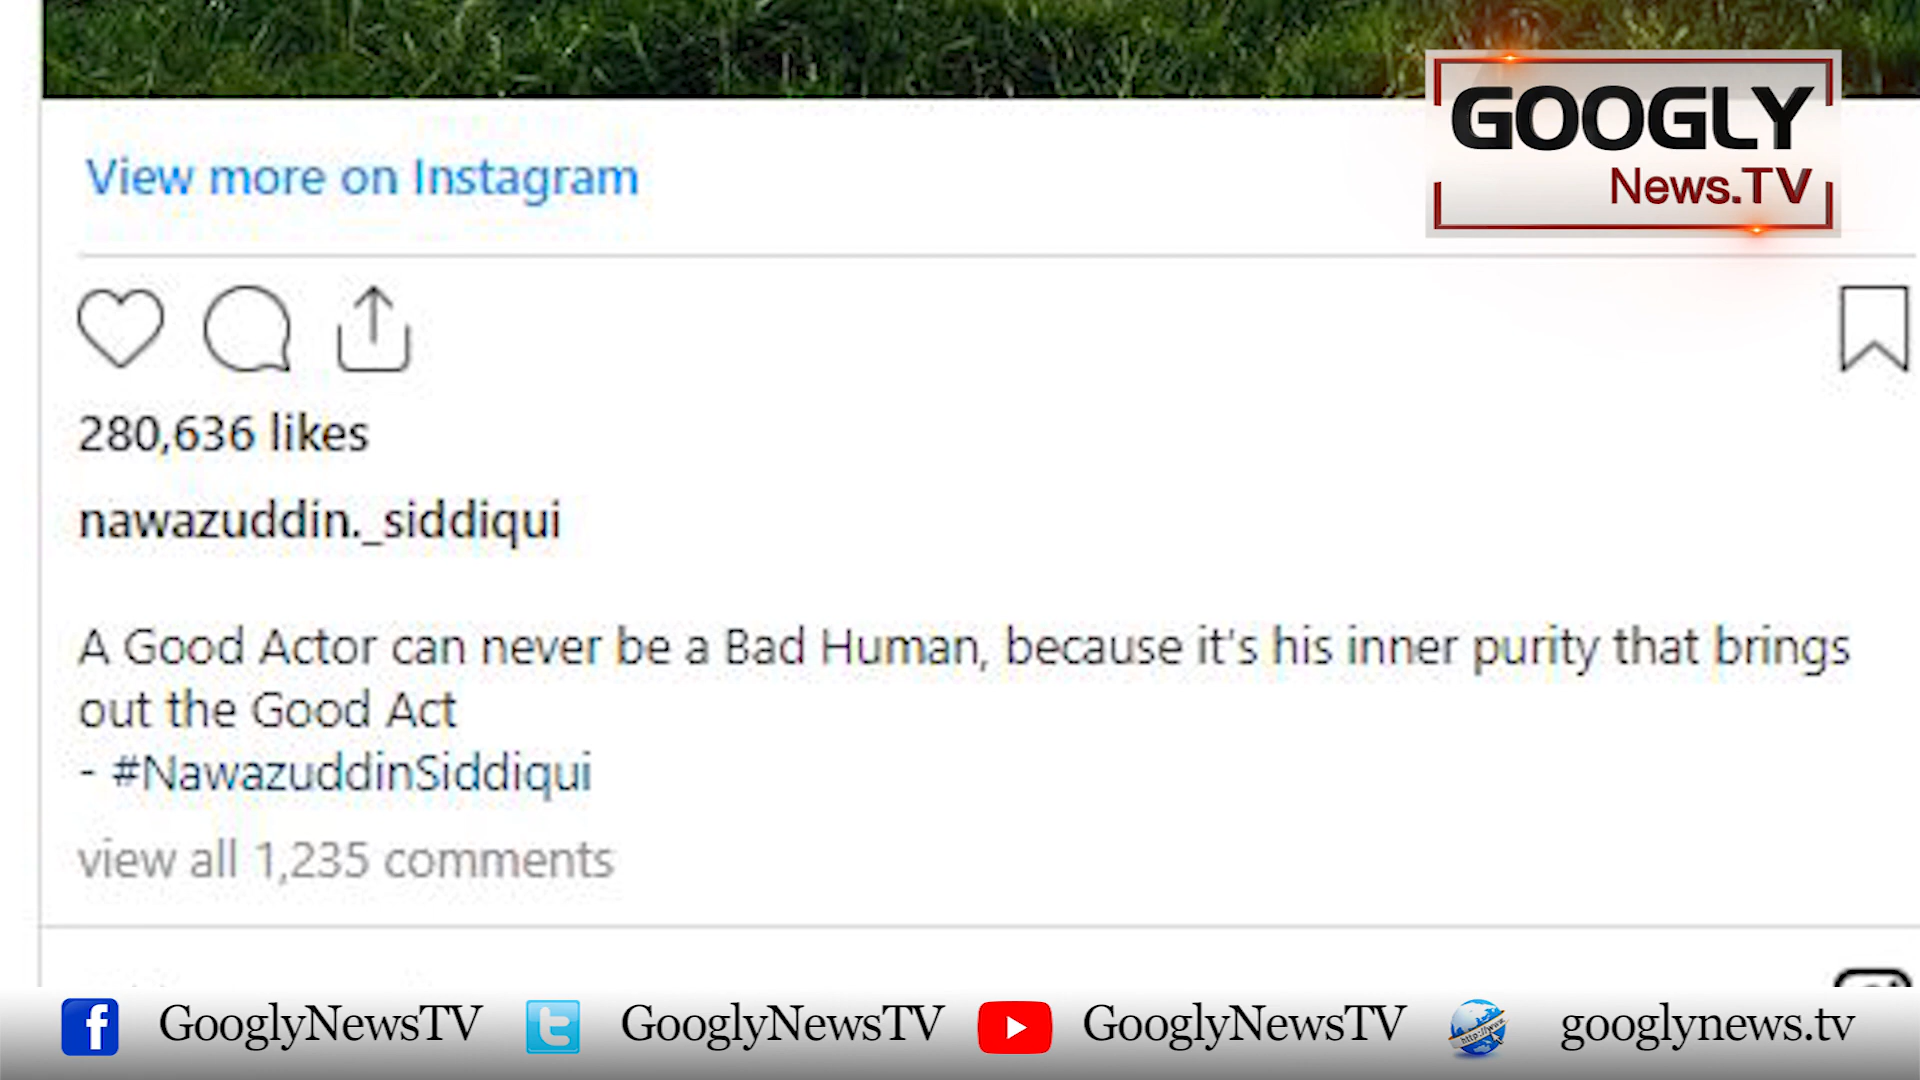 GOOGLY
News.TV
View more on Instagram
280,636 likes
nawazuddin._siddiqui
A Good Actor can never be a Bad Human, because it's his inner purity that brings
out the Good Act
- #NawazuddinSiddiqui
view all 1,235 comments
GooglyNewsTV GooglyNewsTV GooglyNewsTV http://www. googlynews.tv